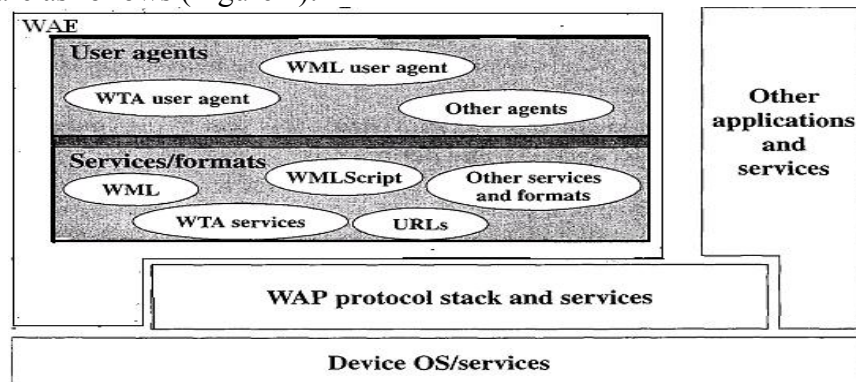 WAE
User agents
WML user agent
WTA user agent
Other agents
Services/formats
WMLScript
Other services
and formats
WML
WTA services
URLs
Other
applications
and
services
WAP protocol stack and services
Device OS/services